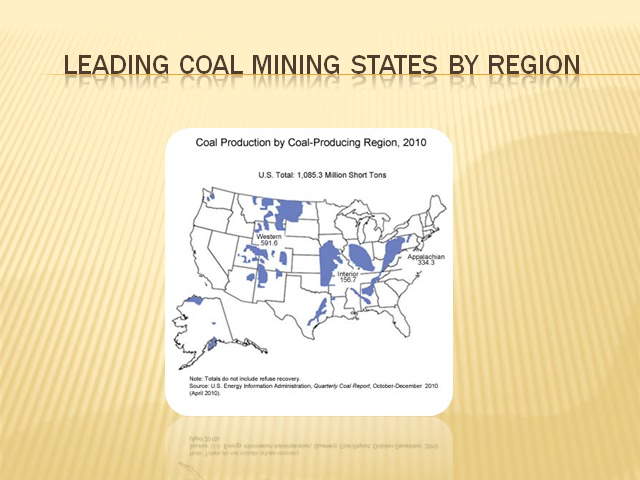 LEADING COAL MINING STATES BY REGION
Coal Production by Coal-Producing Region, 2010
U.S. Total: 1,085.3 Million Short Tons
Western
591.6
Appalachian
334.3
Interior
156.7
Note: Totals do not include refuse recovery.
Source: U.S. Energy Information Administration, Quarterly Coal Report, October-December 2010
(April 2010).